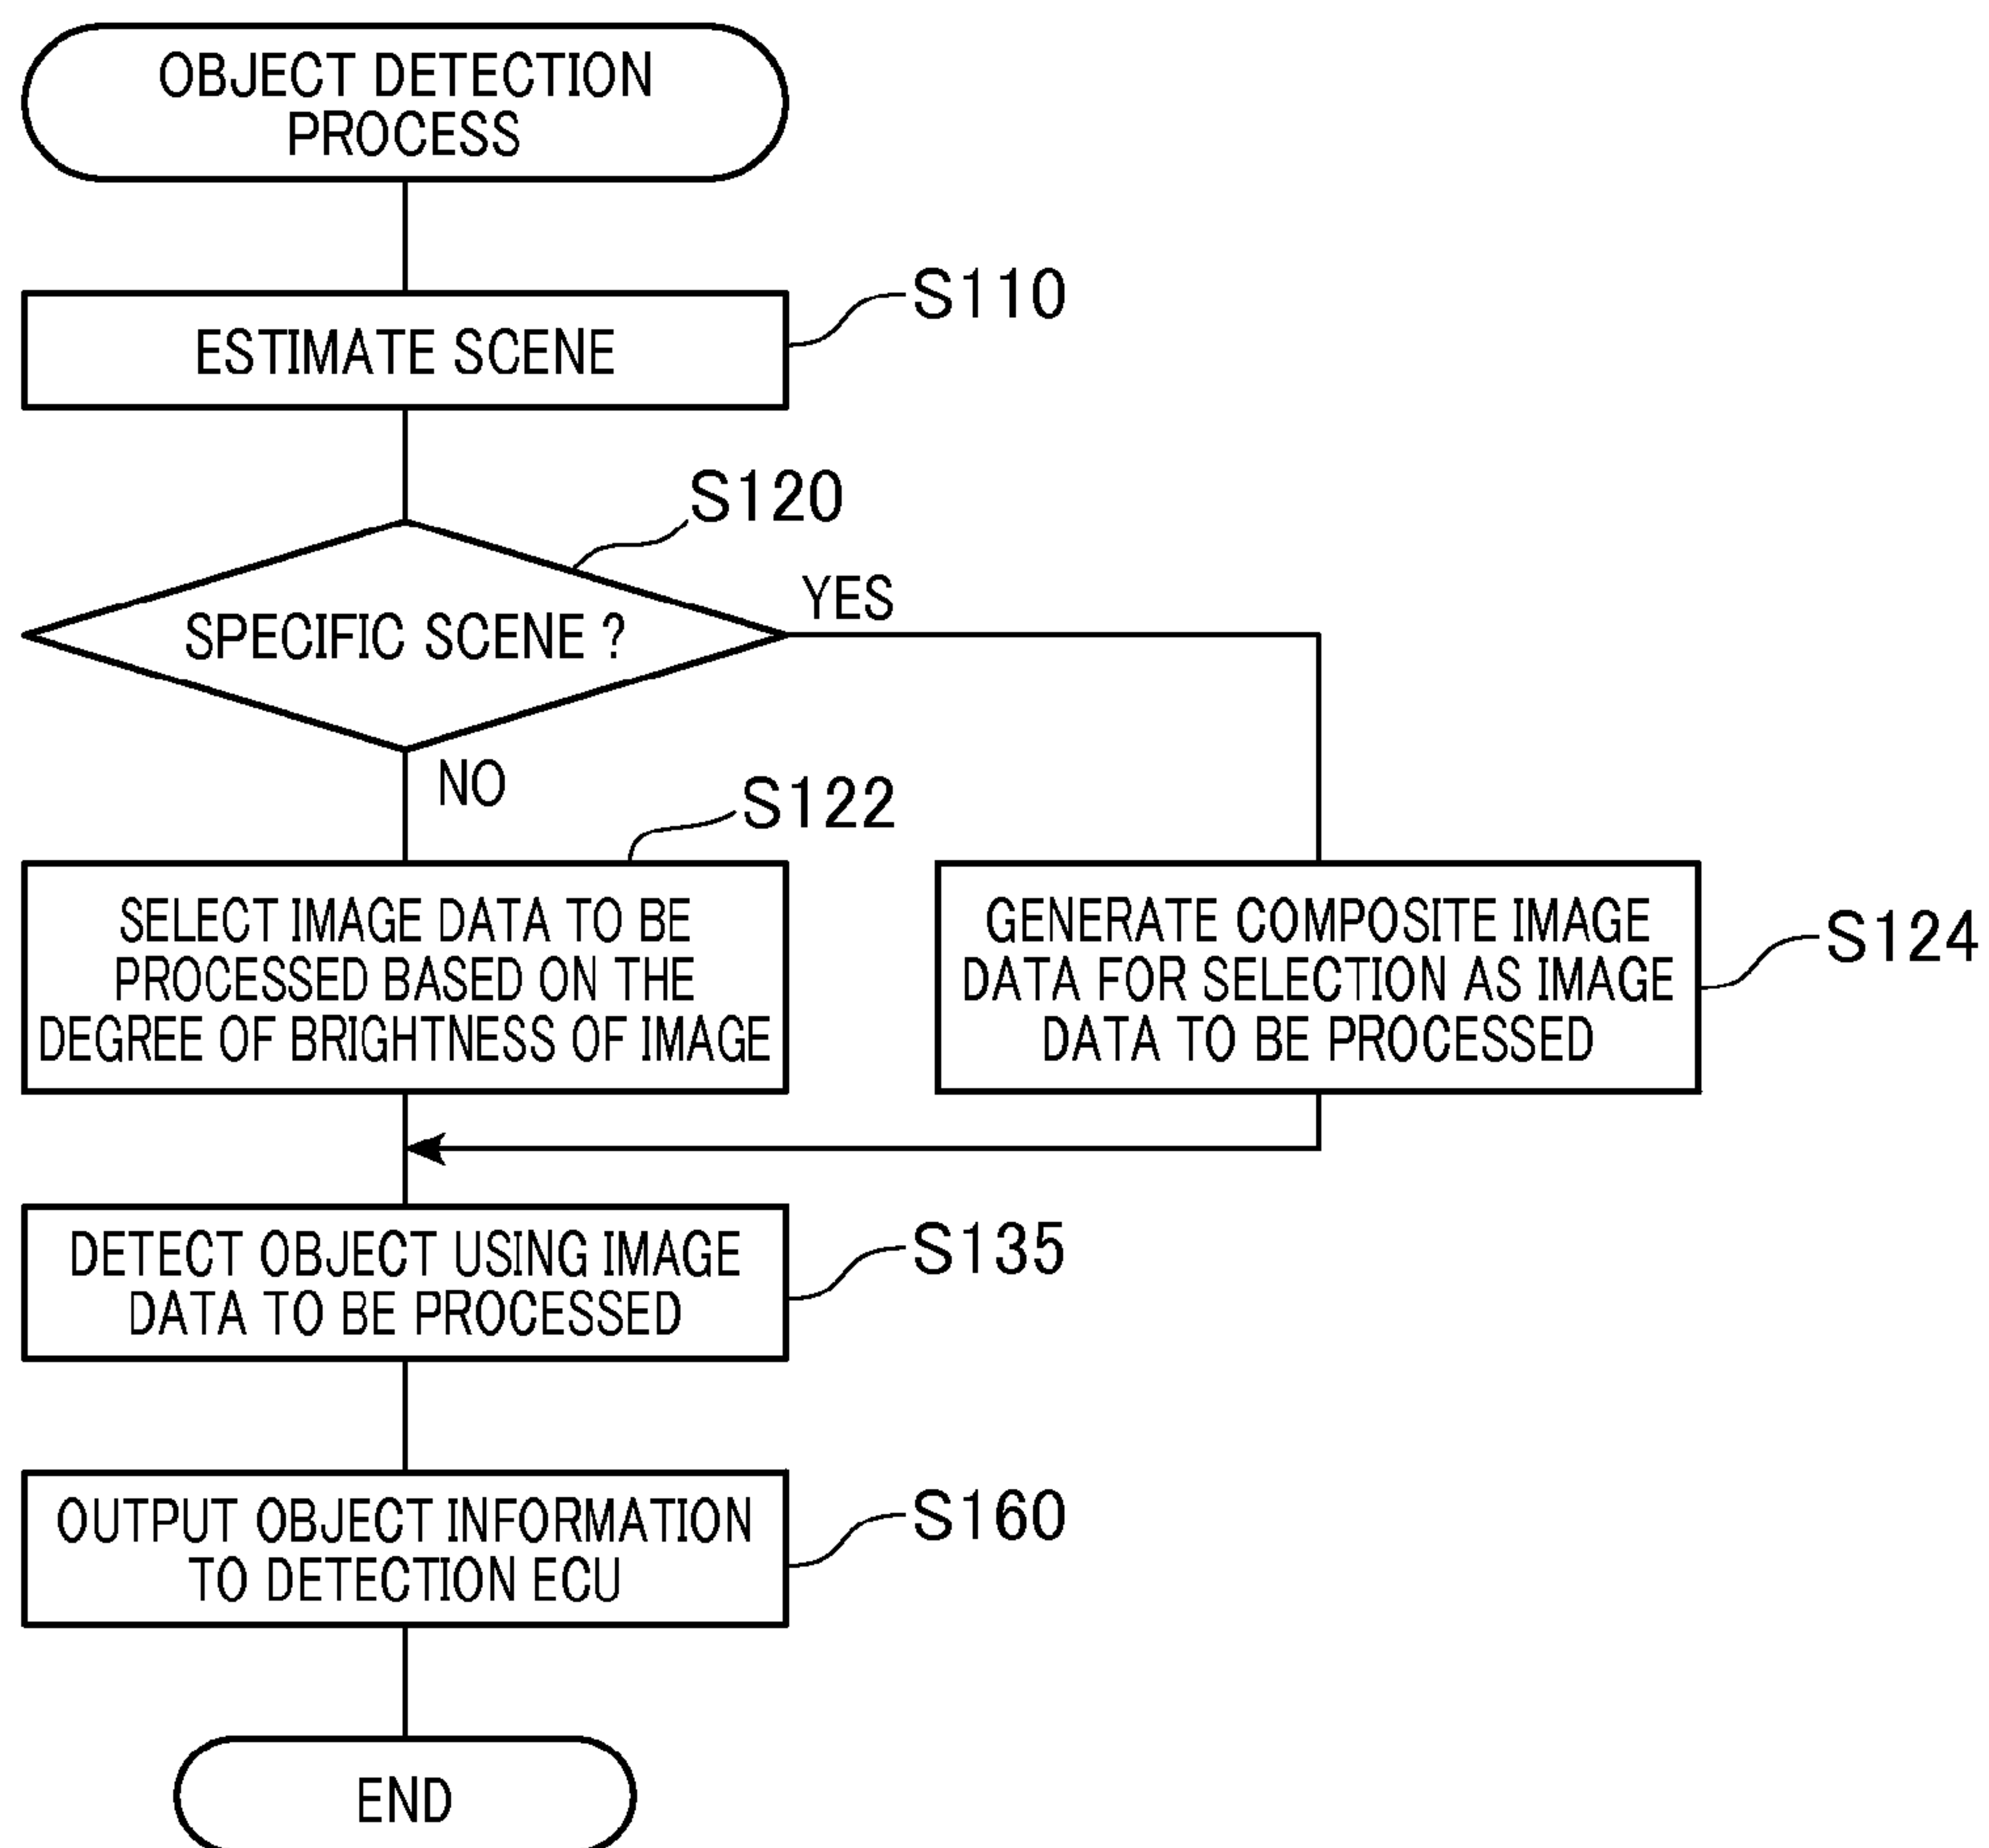 OBJECT DETECTION
PROCESS
S110
ESTIMATE SCENE
S120
SPECIFIC SCENE ?
YES
NO
S122
SELECT IMAGE DATA TO BE
PROCESSED BASED ON THE
DEGREE OF BRIGHTNESS OF IMAGE
GENERATE COMPOSITE IMAGE
DATA FOR SELECTION AS IMAGE
DATA TO BE PROCESSED
S124
DETECT OBJECT USING IMAGE
DATA TO BE PROCESSED
S135
OUTPUT OBJECT INFORMATION
TO DETECTION ECU
S160
END